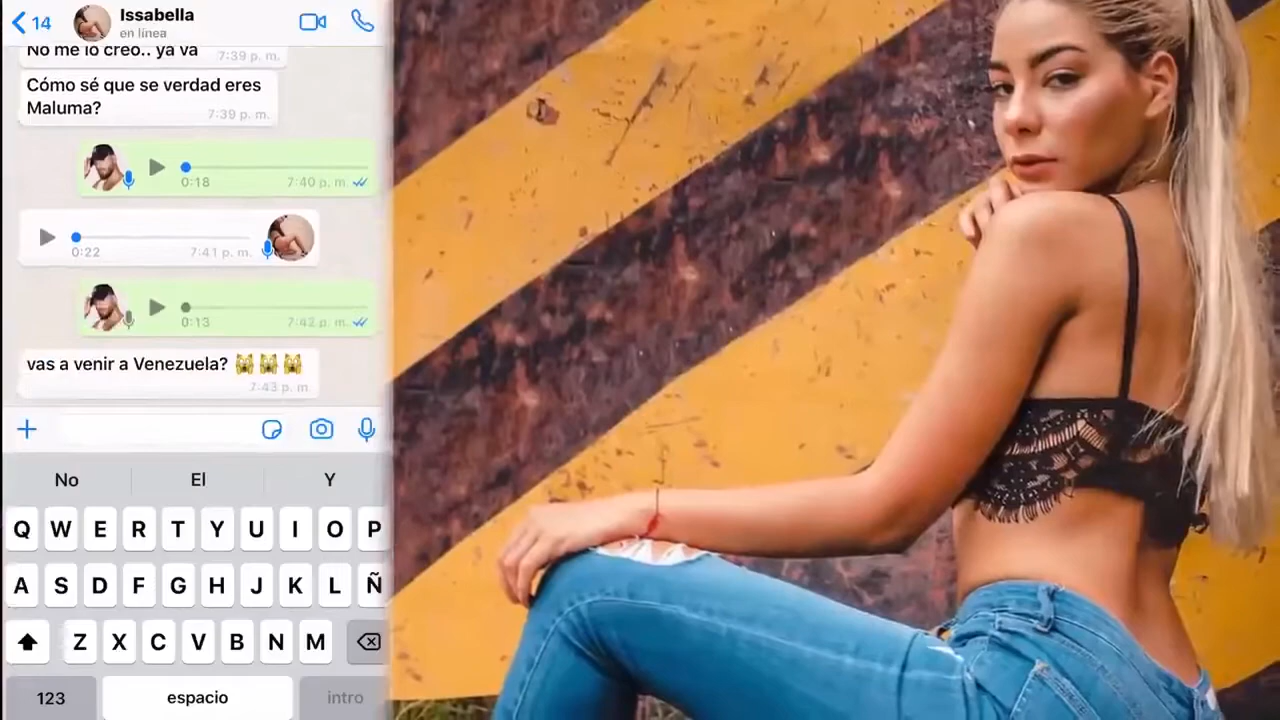 14
Issabella
en línea
No me lo creo.. ya va
7:39 p. m.
Cómo sé que se verdad eres
Maluma?
7:39 p. m.
0:18
7:40 p. m.
0:22
7:41 p. m.
0:13
7:42 p. m.
vas a venir a Venezuela? 🙀🙀🙀
7:43 p. m.
No El Y
Q W E R T Y U I O P
A S D F G H J K L Ñ
Z X C V B N M
123 espacio intro